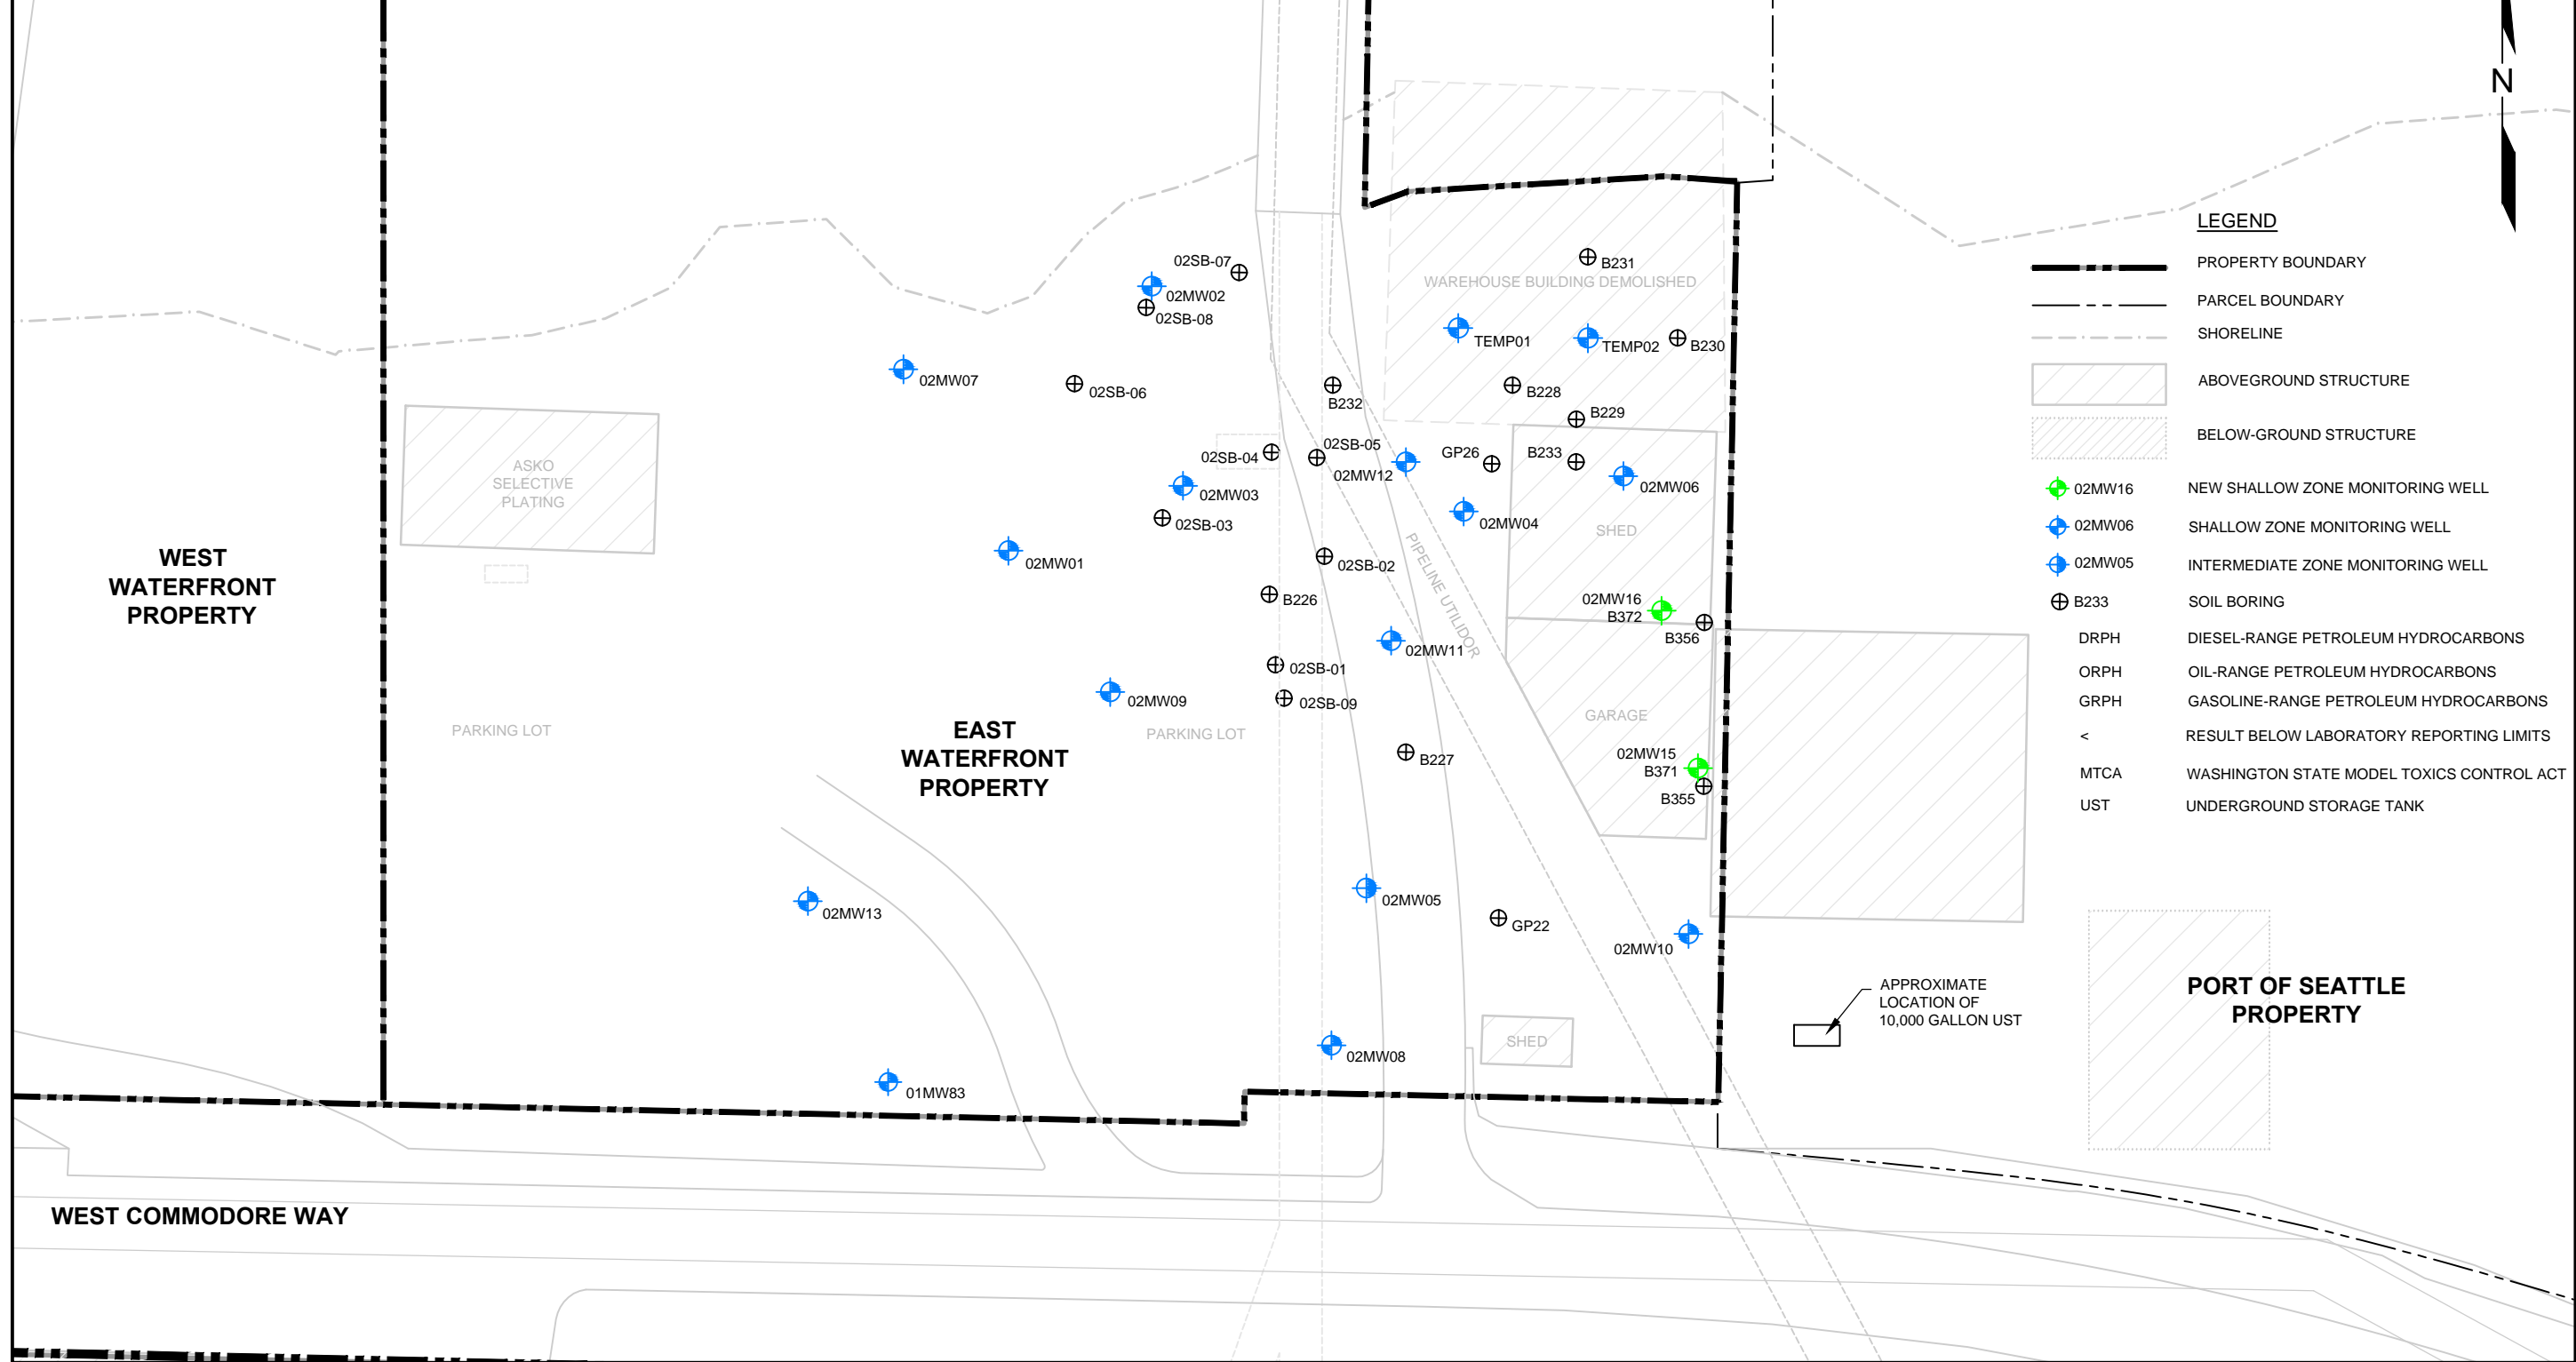 N
LEGEND
PROPERTY BOUNDARY
PARCEL BOUNDARY
SHORELINE
ABOVEGROUND STRUCTURE
BELOW-GROUND STRUCTURE
02MW16 NEW SHALLOW ZONE MONITORING WELL
02MW06 SHALLOW ZONE MONITORING WELL
02MW05 INTERMEDIATE ZONE MONITORING WELL
B233 SOIL BORING
DRPH DIESEL-RANGE PETROLEUM HYDROCARBONS
ORPH OIL-RANGE PETROLEUM HYDROCARBONS
GRPH GASOLINE-RANGE PETROLEUM HYDROCARBONS
< RESULT BELOW LABORATORY REPORTING LIMITS
MTCA WASHINGTON STATE MODEL TOXICS CONTROL ACT
UST UNDERGROUND STORAGE TANK
02SB-07
02MW02
02SB-08
B231
WAREHOUSE BUILDING DEMOLISHED
TEMP01
TEMP02
B230
02MW07
02SB-06
B232
B228
B229
02SB-04
02SB-05
02MW12
GP26
B233
02MW06
02MW03
02SB-03
02MW04
SHED
ASKO
SELECTIVE
PLATING
WEST
WATERFRONT
PROPERTY
02MW01
02SB-02
PIPELINE UTILIDOR
B226
02MW16
B372
B356
02MW11
02SB-01
02MW09
02SB-09
GARAGE
PARKING LOT
EAST
WATERFRONT
PROPERTY
PARKING LOT
B227
02MW15
B371
B355
02MW13
02MW05
GP22
02MW10
APPROXIMATE
LOCATION OF
10,000 GALLON UST
PORT OF SEATTLE
PROPERTY
SHED
02MW08
01MW83
WEST COMMODORE WAY